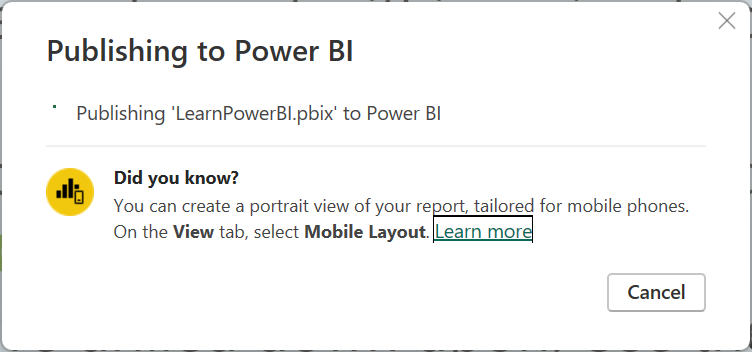 Publishing to Power BI
Publishing 'LearnPowerBI.pbix' to Power BI
Did you know?
You can create a portrait view of your report, tailored for mobile phones.
On the View tab, select Mobile Layout. Learn more
Cancel